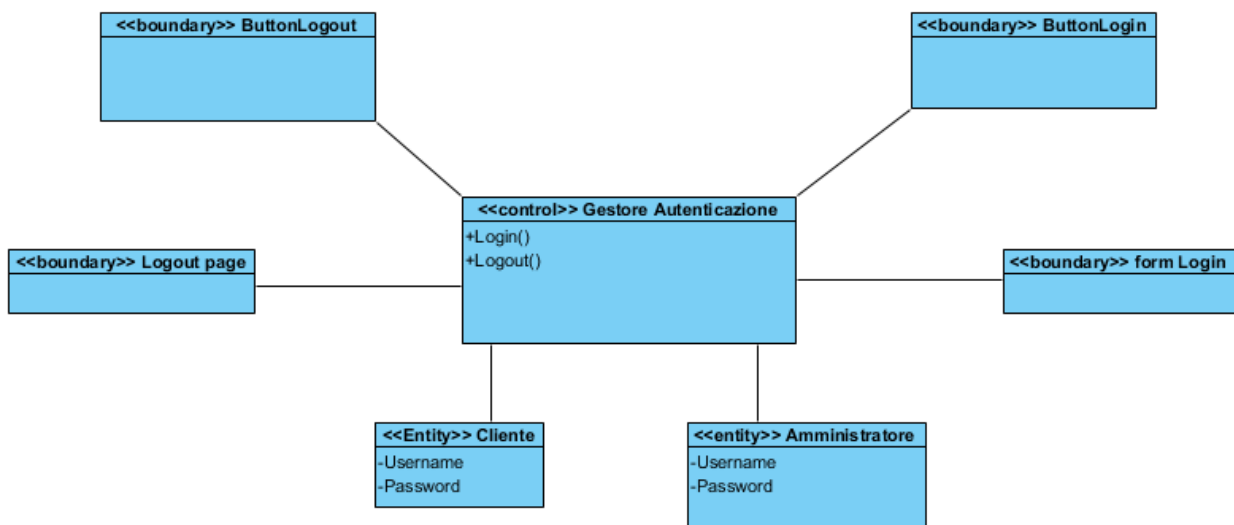 <<boundary>> ButtonLogout
<<boundary>> ButtonLogin
<<control>> Gestore Autenticazione
+Login()
+Logout()
<<boundary>> Logout page
<<boundary>> form Login
<<Entity>> Cliente
-Username
-Password
<<entity>> Amministratore
-Username
-Password